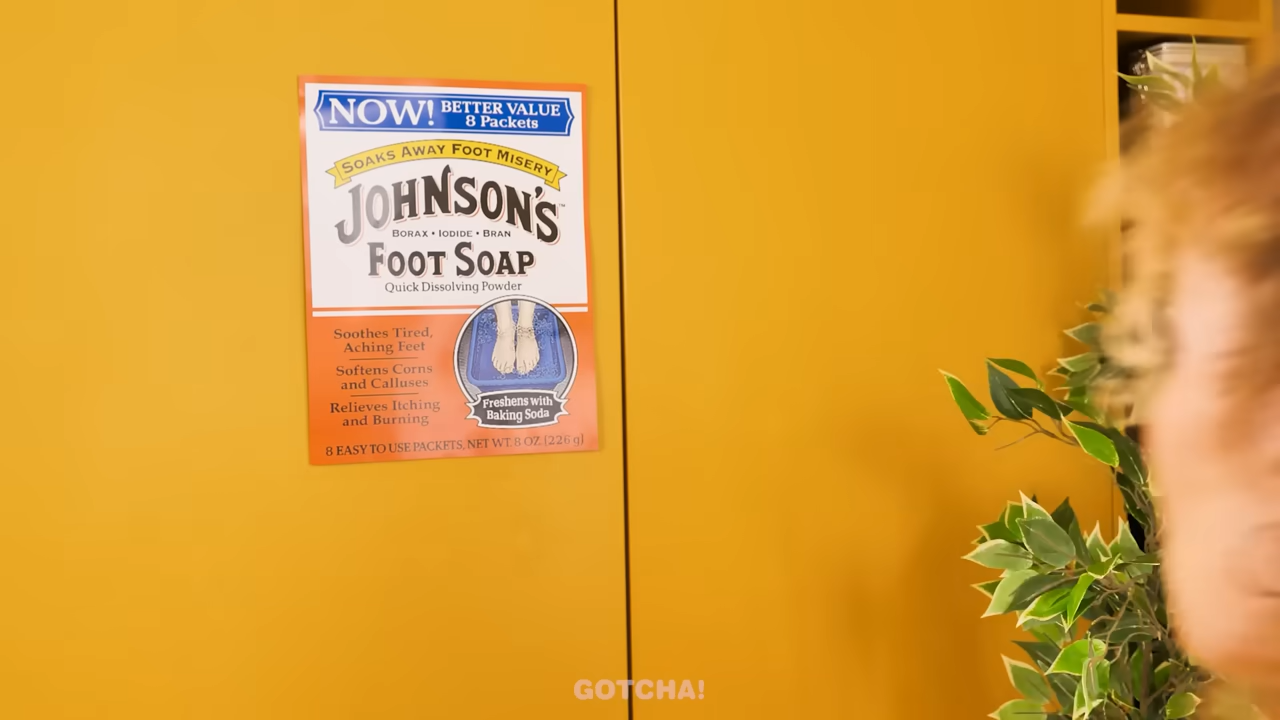 NOW! BETTER VALUE
8 Packets
SOAKS AWAY FOOT MISERY
JOHNSON'S™
BORAX • IODIDE • BRAN
FOOT SOAP
Quick Dissolving Powder
Soothes Tired,
Aching Feet
Softens Corns
and Calluses
Relieves Itching
and Burning
Freshens with
Baking Soda
8 EASY TO USE PACKETS, NET WT. 8 OZ. (226 g)
GOTCHA!